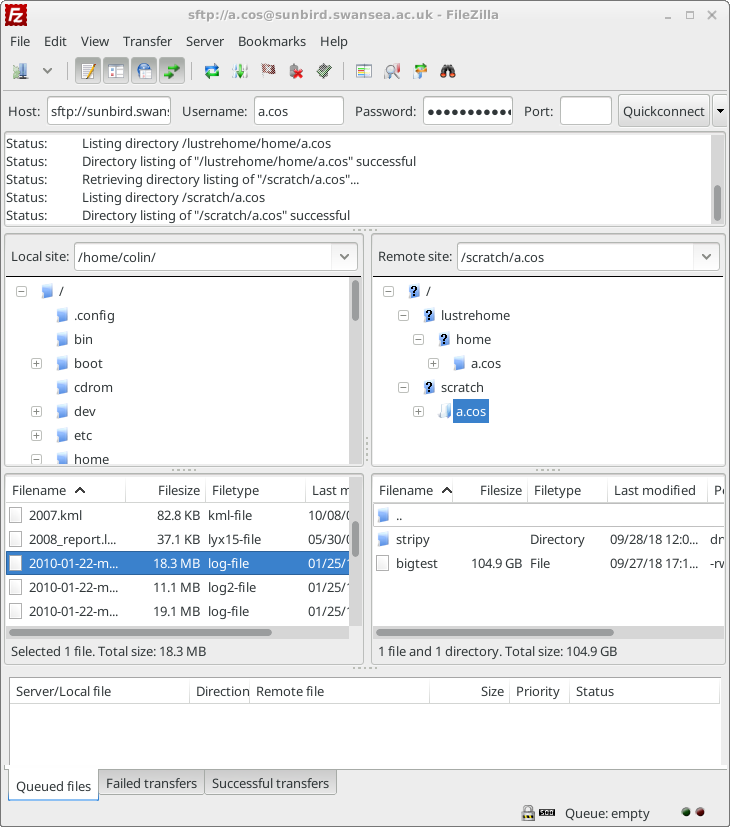 sftp://a.cos@sunbird.swansea.ac.uk - FileZilla
File Edit View Transfer Server Bookmarks Help
Host: sftp://sunbird.swan Username: a.cos Password: ●●●●●●●●●●● Port: Quickconnect
Status: Listing directory /lustrehome/home/a.cos
Status: Directory listing of "/lustrehome/home/a.cos" successful
Status: Retrieving directory listing of "/scratch/a.cos"...
Status: Listing directory /scratch/a.cos
Status: Directory listing of "/scratch/a.cos" successful
Local site: /home/colin/
/
.config
bin
boot
cdrom
dev
etc
home
Remote site: /scratch/a.cos
/
lustrehome
home
a.cos
scratch
a.cos
Filename Filesize Filetype Last m
2007.kml 82.8 KB kml-file 10/08/0
2008_report.l... 37.1 KB lyx15-file 05/30/0
2010-01-22-m... 18.3 MB log-file 01/25/1
2010-01-22-m... 11.1 MB log2-file 01/25/1
2010-01-22-m... 19.1 MB log-file 01/25/1
Selected 1 file. Total size: 18.3 MB
Filename Filesize Filetype Last modified Pe
..
stripy Directory 09/28/18 12:0... dr
bigtest 104.9 GB File 09/27/18 17:1... -rw
1 file and 1 directory. Total size: 104.9 GB
Server/Local file Direction Remote file Size Priority Status
Queued files Failed transfers Successful transfers
Queue: empty